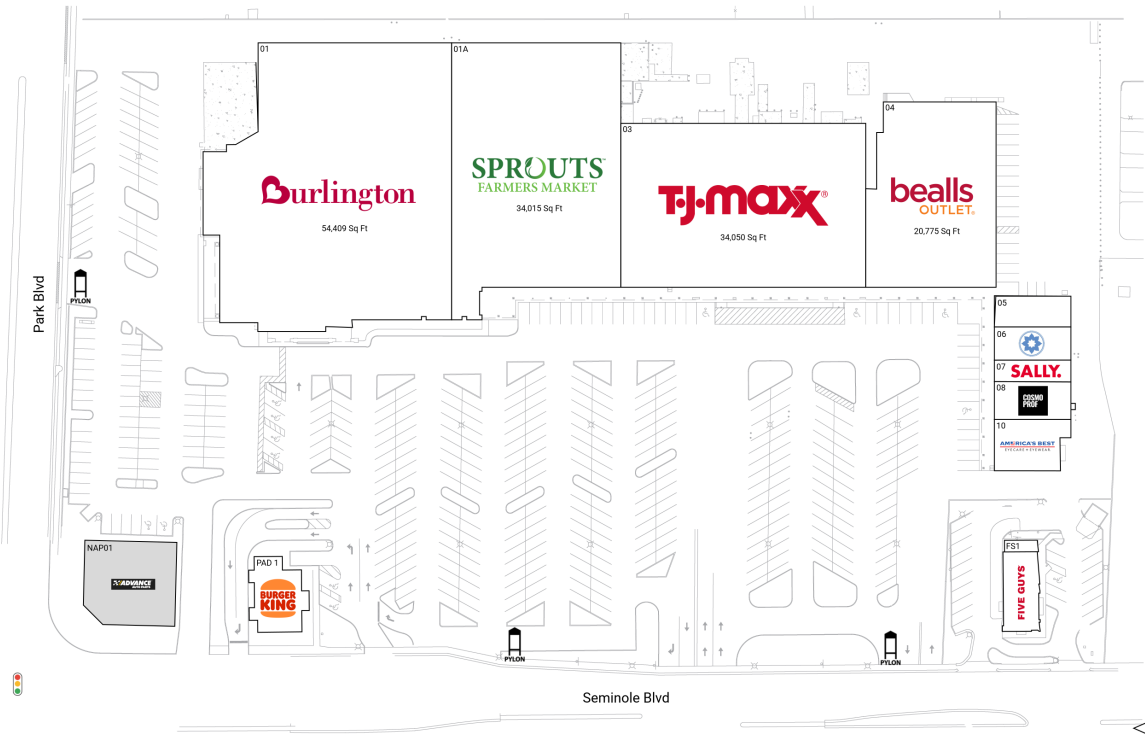 01
01A
Burlington
54,409 Sq Ft
SPROUTS
FARMERS MARKET
34,015 Sq Ft
03
T·J·maxx®
34,050 Sq Ft
04
bealls
OUTLET
20,775 Sq Ft
Park Blvd
PYLON
05
06
07
SALLY.
08
COSMO
PROF
10
AMERICA'S BEST
EYECARE + EYEWEAR
NAP01
ADVANCE
AUTO PARTS
PAD 1
BURGER
KING
FS1
FIVE GUYS
PYLON
PYLON
Seminole Blvd